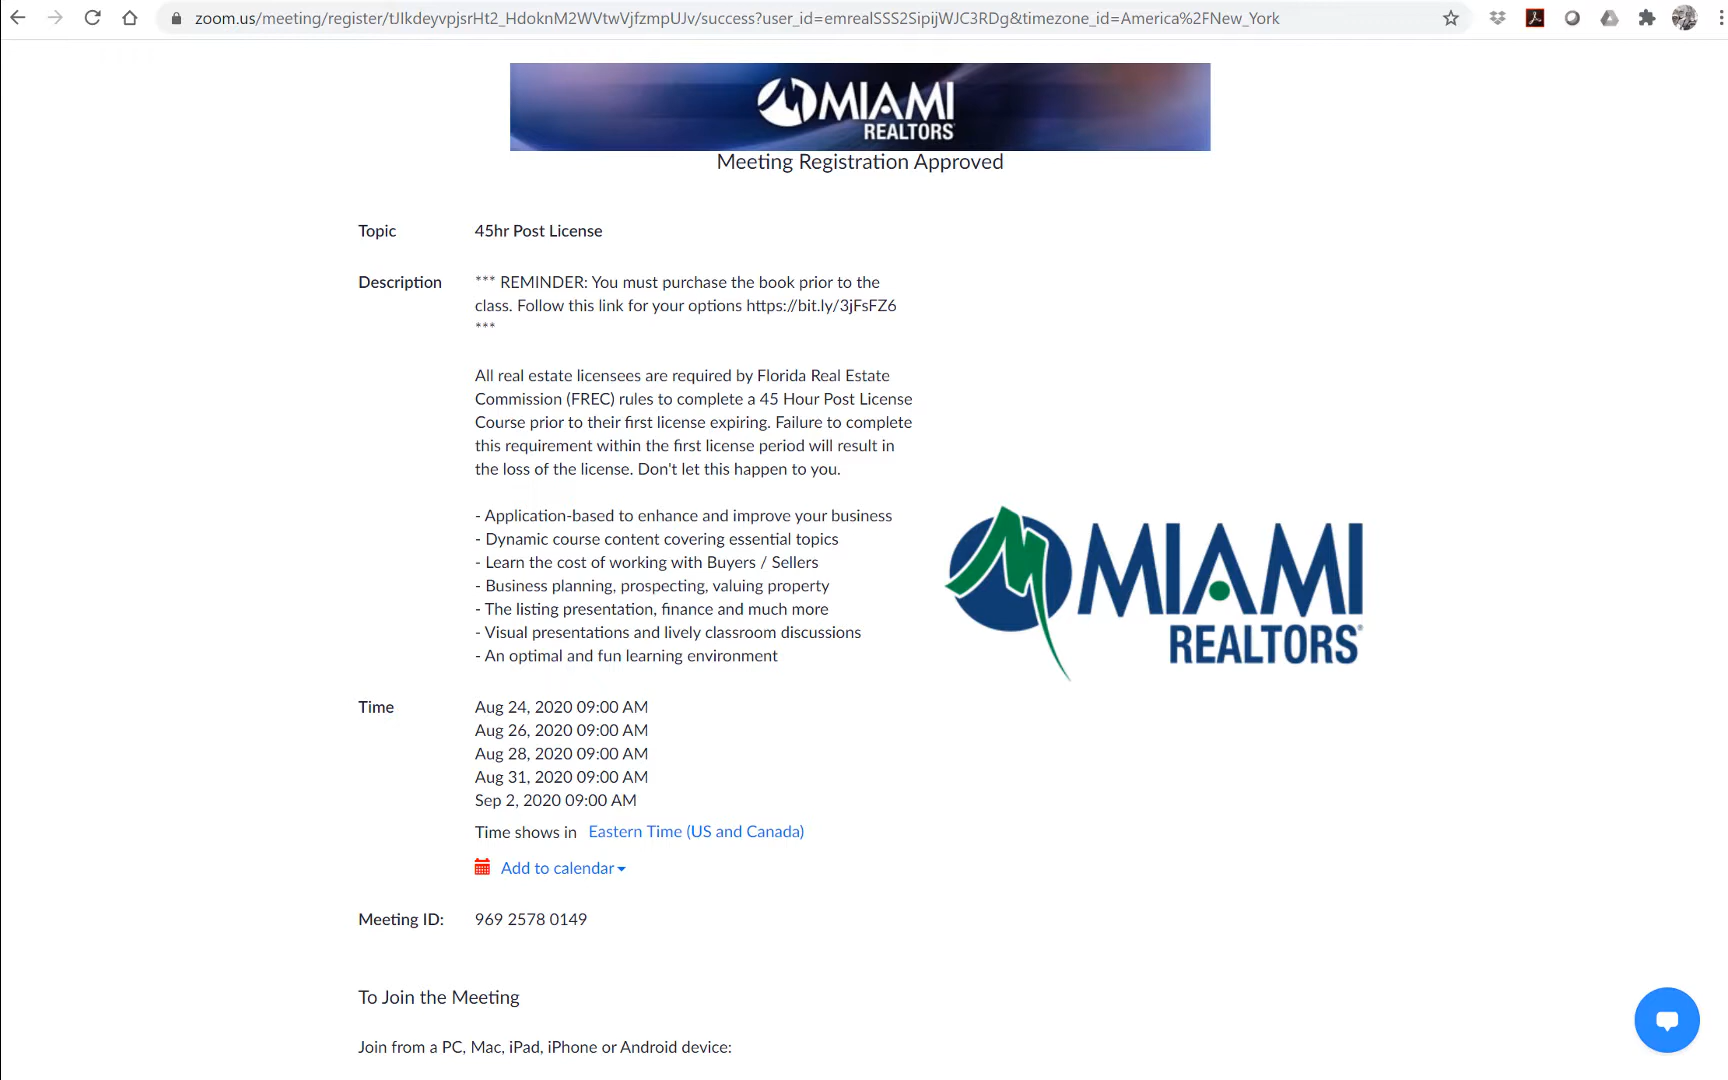 zoom.us/meeting/register/tJIkdeyvpjsrHt2_HdoknM2WVtwVjfzmpUJv/success?user_id=emrealSSS2SipijWJC3RDg&timezone_id=America%2FNew_York
MIAMI
REALTORS®
Meeting Registration Approved
Topic 45hr Post License
Description *** REMINDER: You must purchase the book prior to the
class. Follow this link for your options https://bit.ly/3jFsFZ6
***
All real estate licensees are required by Florida Real Estate
Commission (FREC) rules to complete a 45 Hour Post License
Course prior to their first license expiring. Failure to complete
this requirement within the first license period will result in
the loss of the license. Don't let this happen to you.
- Application-based to enhance and improve your business
- Dynamic course content covering essential topics
- Learn the cost of working with Buyers / Sellers
- Business planning, prospecting, valuing property
- The listing presentation, finance and much more
- Visual presentations and lively classroom discussions
- An optimal and fun learning environment
MIAMI
REALTORS®
Time Aug 24, 2020 09:00 AM
Aug 26, 2020 09:00 AM
Aug 28, 2020 09:00 AM
Aug 31, 2020 09:00 AM
Sep 2, 2020 09:00 AM
Time shows in Eastern Time (US and Canada)
Add to calendar
Meeting ID: 969 2578 0149
To Join the Meeting
Join from a PC, Mac, iPad, iPhone or Android device: